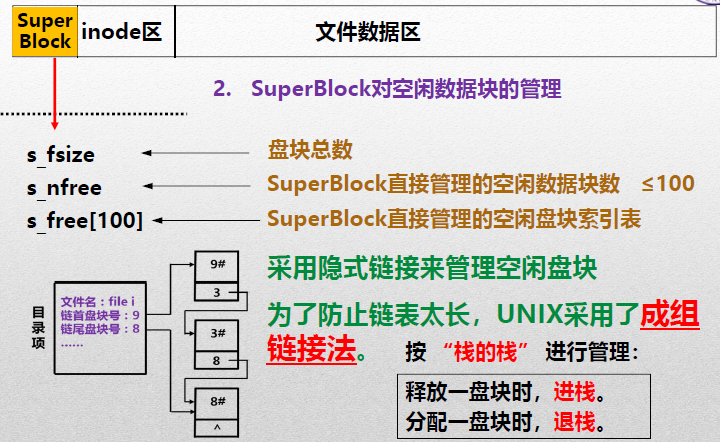 Super
Block
inode区
文件数据区
2. SuperBlock对空闲数据块的管理
s_fsize
盘块总数
s_nfree
SuperBlock直接管理的空闲数据块数 ≤100
s_free[100]
SuperBlock直接管理的空闲盘块索引表
目录项
文件名：file i
链首盘块号：9
链尾盘块号：8
......
9#
3
3#
8
8#
^
采用隐式链接来管理空闲盘块
为了防止链表太长，UNIX采用了成组
链接法。
按 “栈的栈” 进行管理：
释放一盘块时，进栈。
分配一盘块时，退栈。